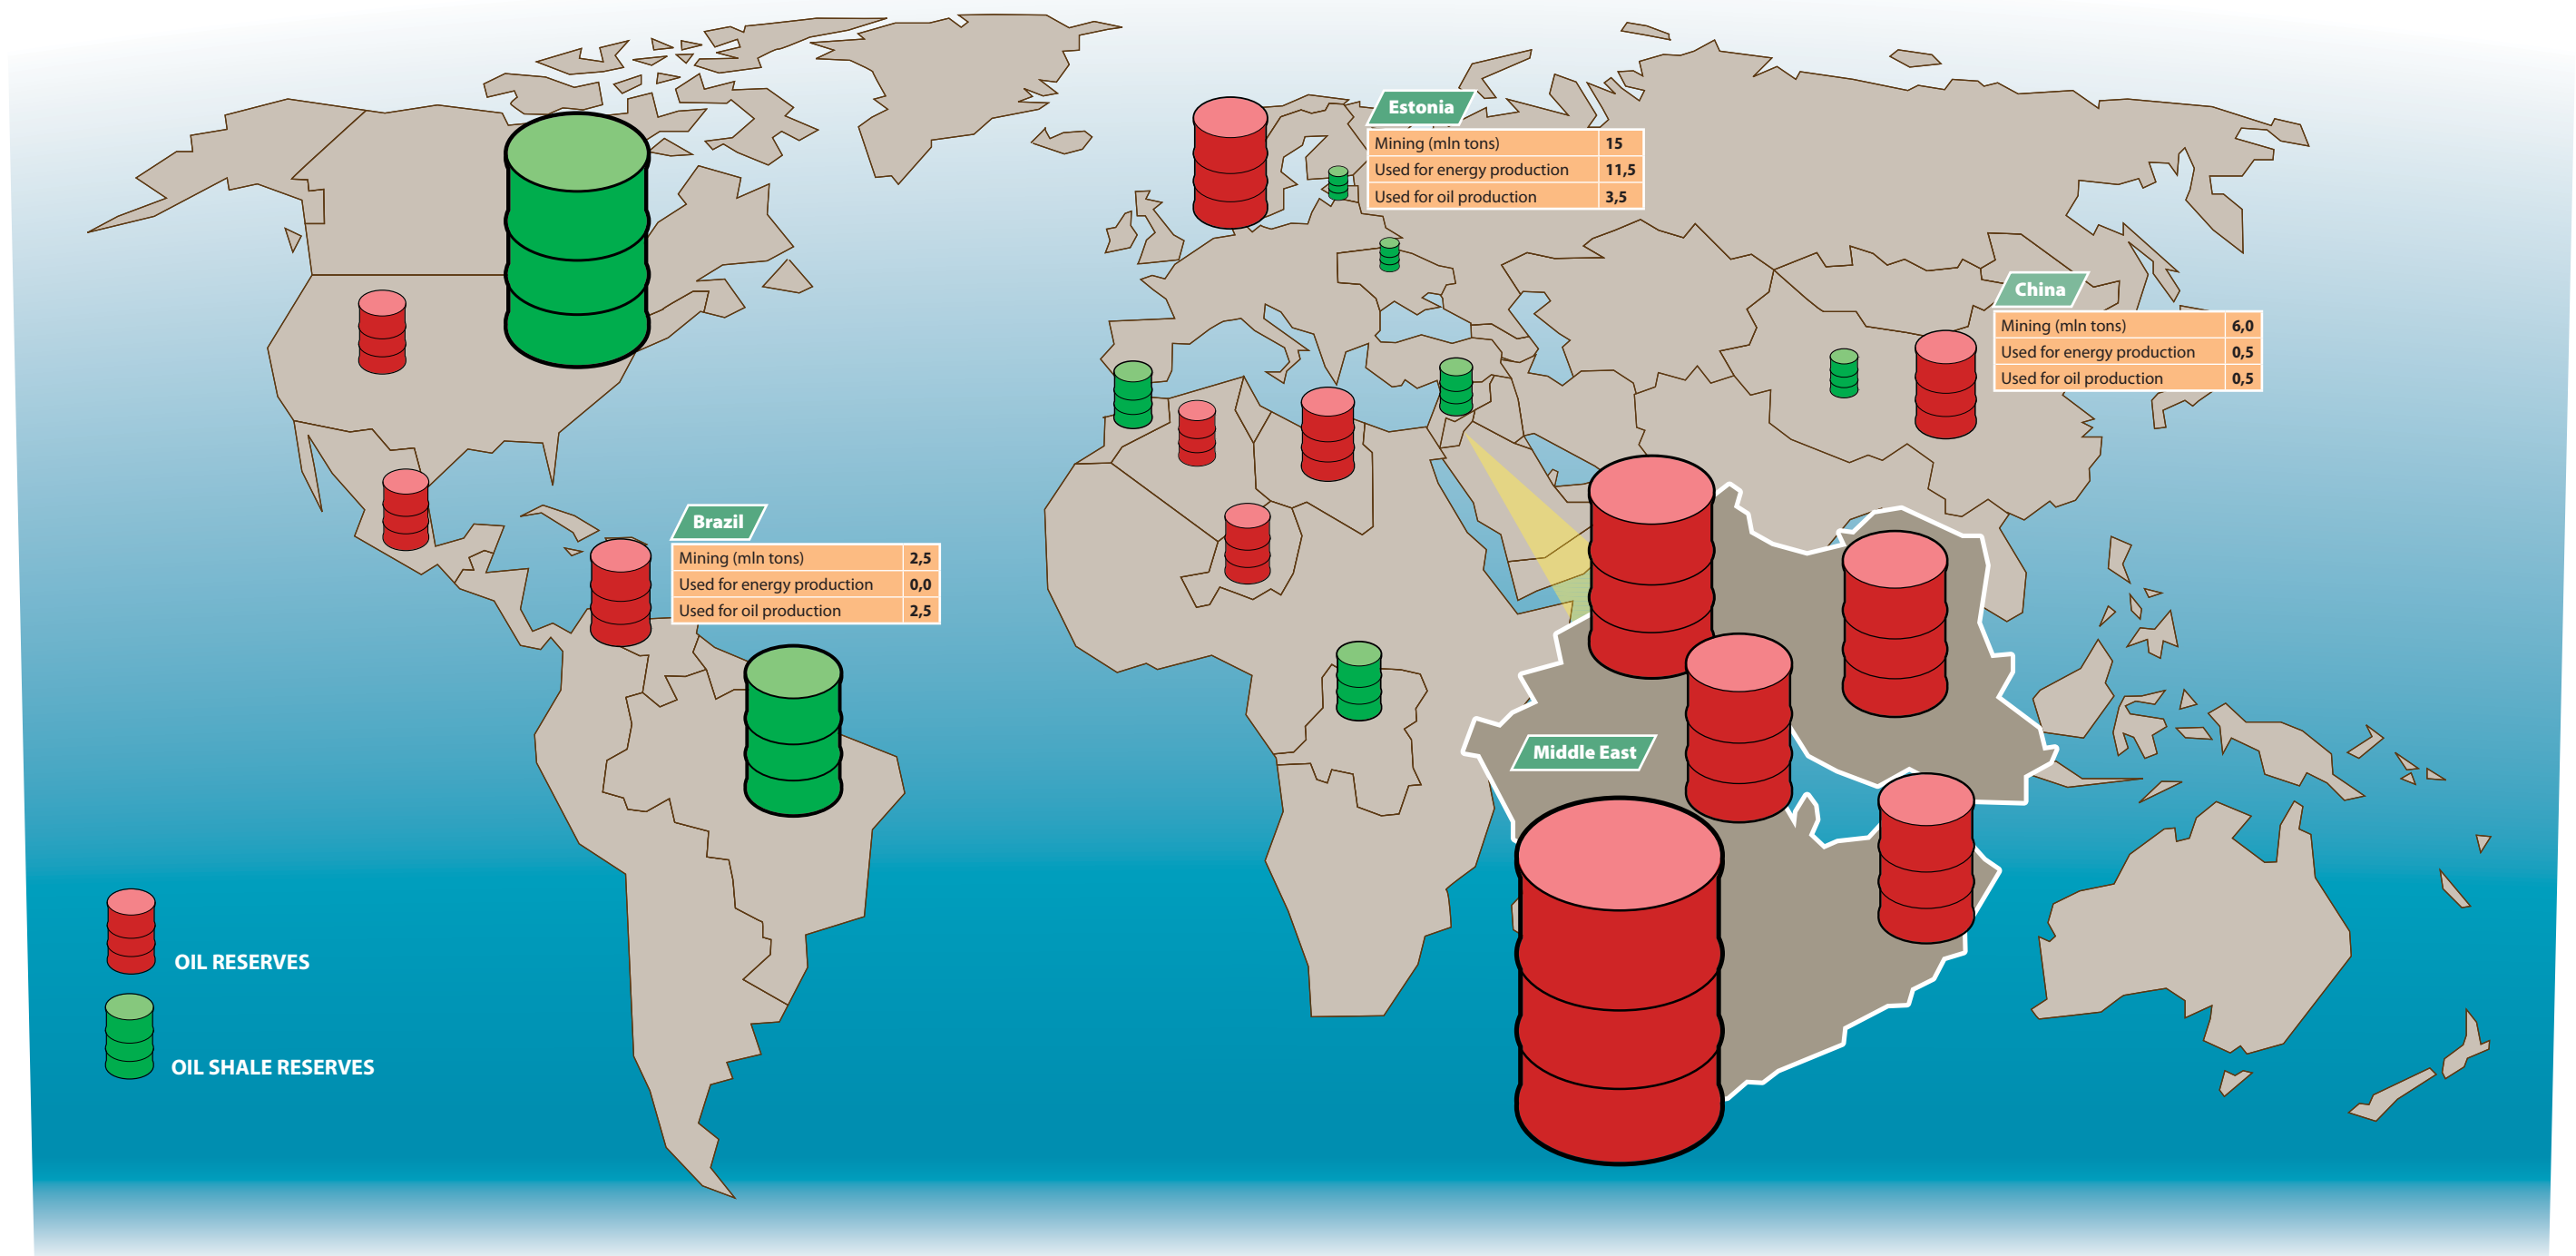 Estonia
Mining (mln tons) 15
Used for energy production 11,5
Used for oil production 3,5
China
Mining (mln tons) 6,0
Used for energy production 0,5
Used for oil production 0,5
Brazil
Mining (mln tons) 2,5
Used for energy production 0,0
Used for oil production 2,5
Middle East
OIL RESERVES
OIL SHALE RESERVES